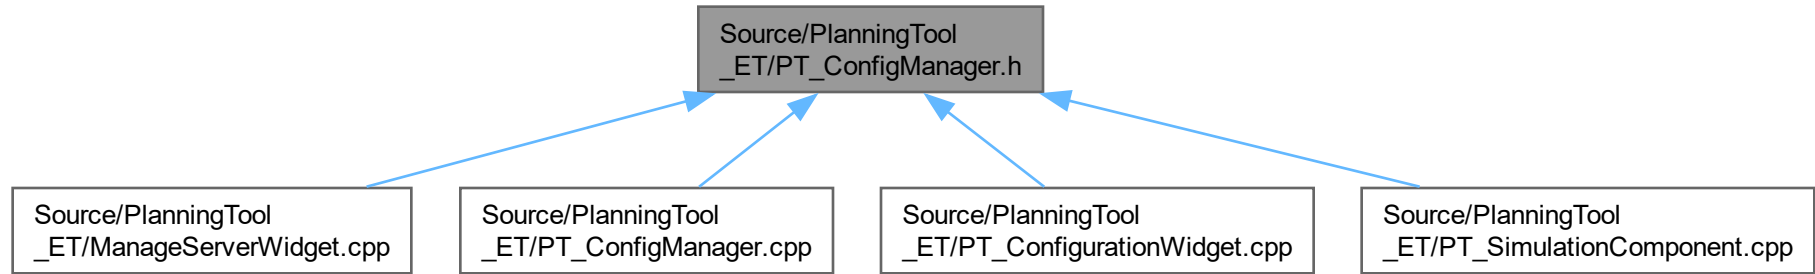 Source/PlanningTool
_ET/PT_ConfigManager.h
Source/PlanningTool
_ET/ManageServerWidget.cpp
Source/PlanningTool
_ET/PT_ConfigManager.cpp
Source/PlanningTool
_ET/PT_ConfigurationWidget.cpp
Source/PlanningTool
_ET/PT_SimulationComponent.cpp